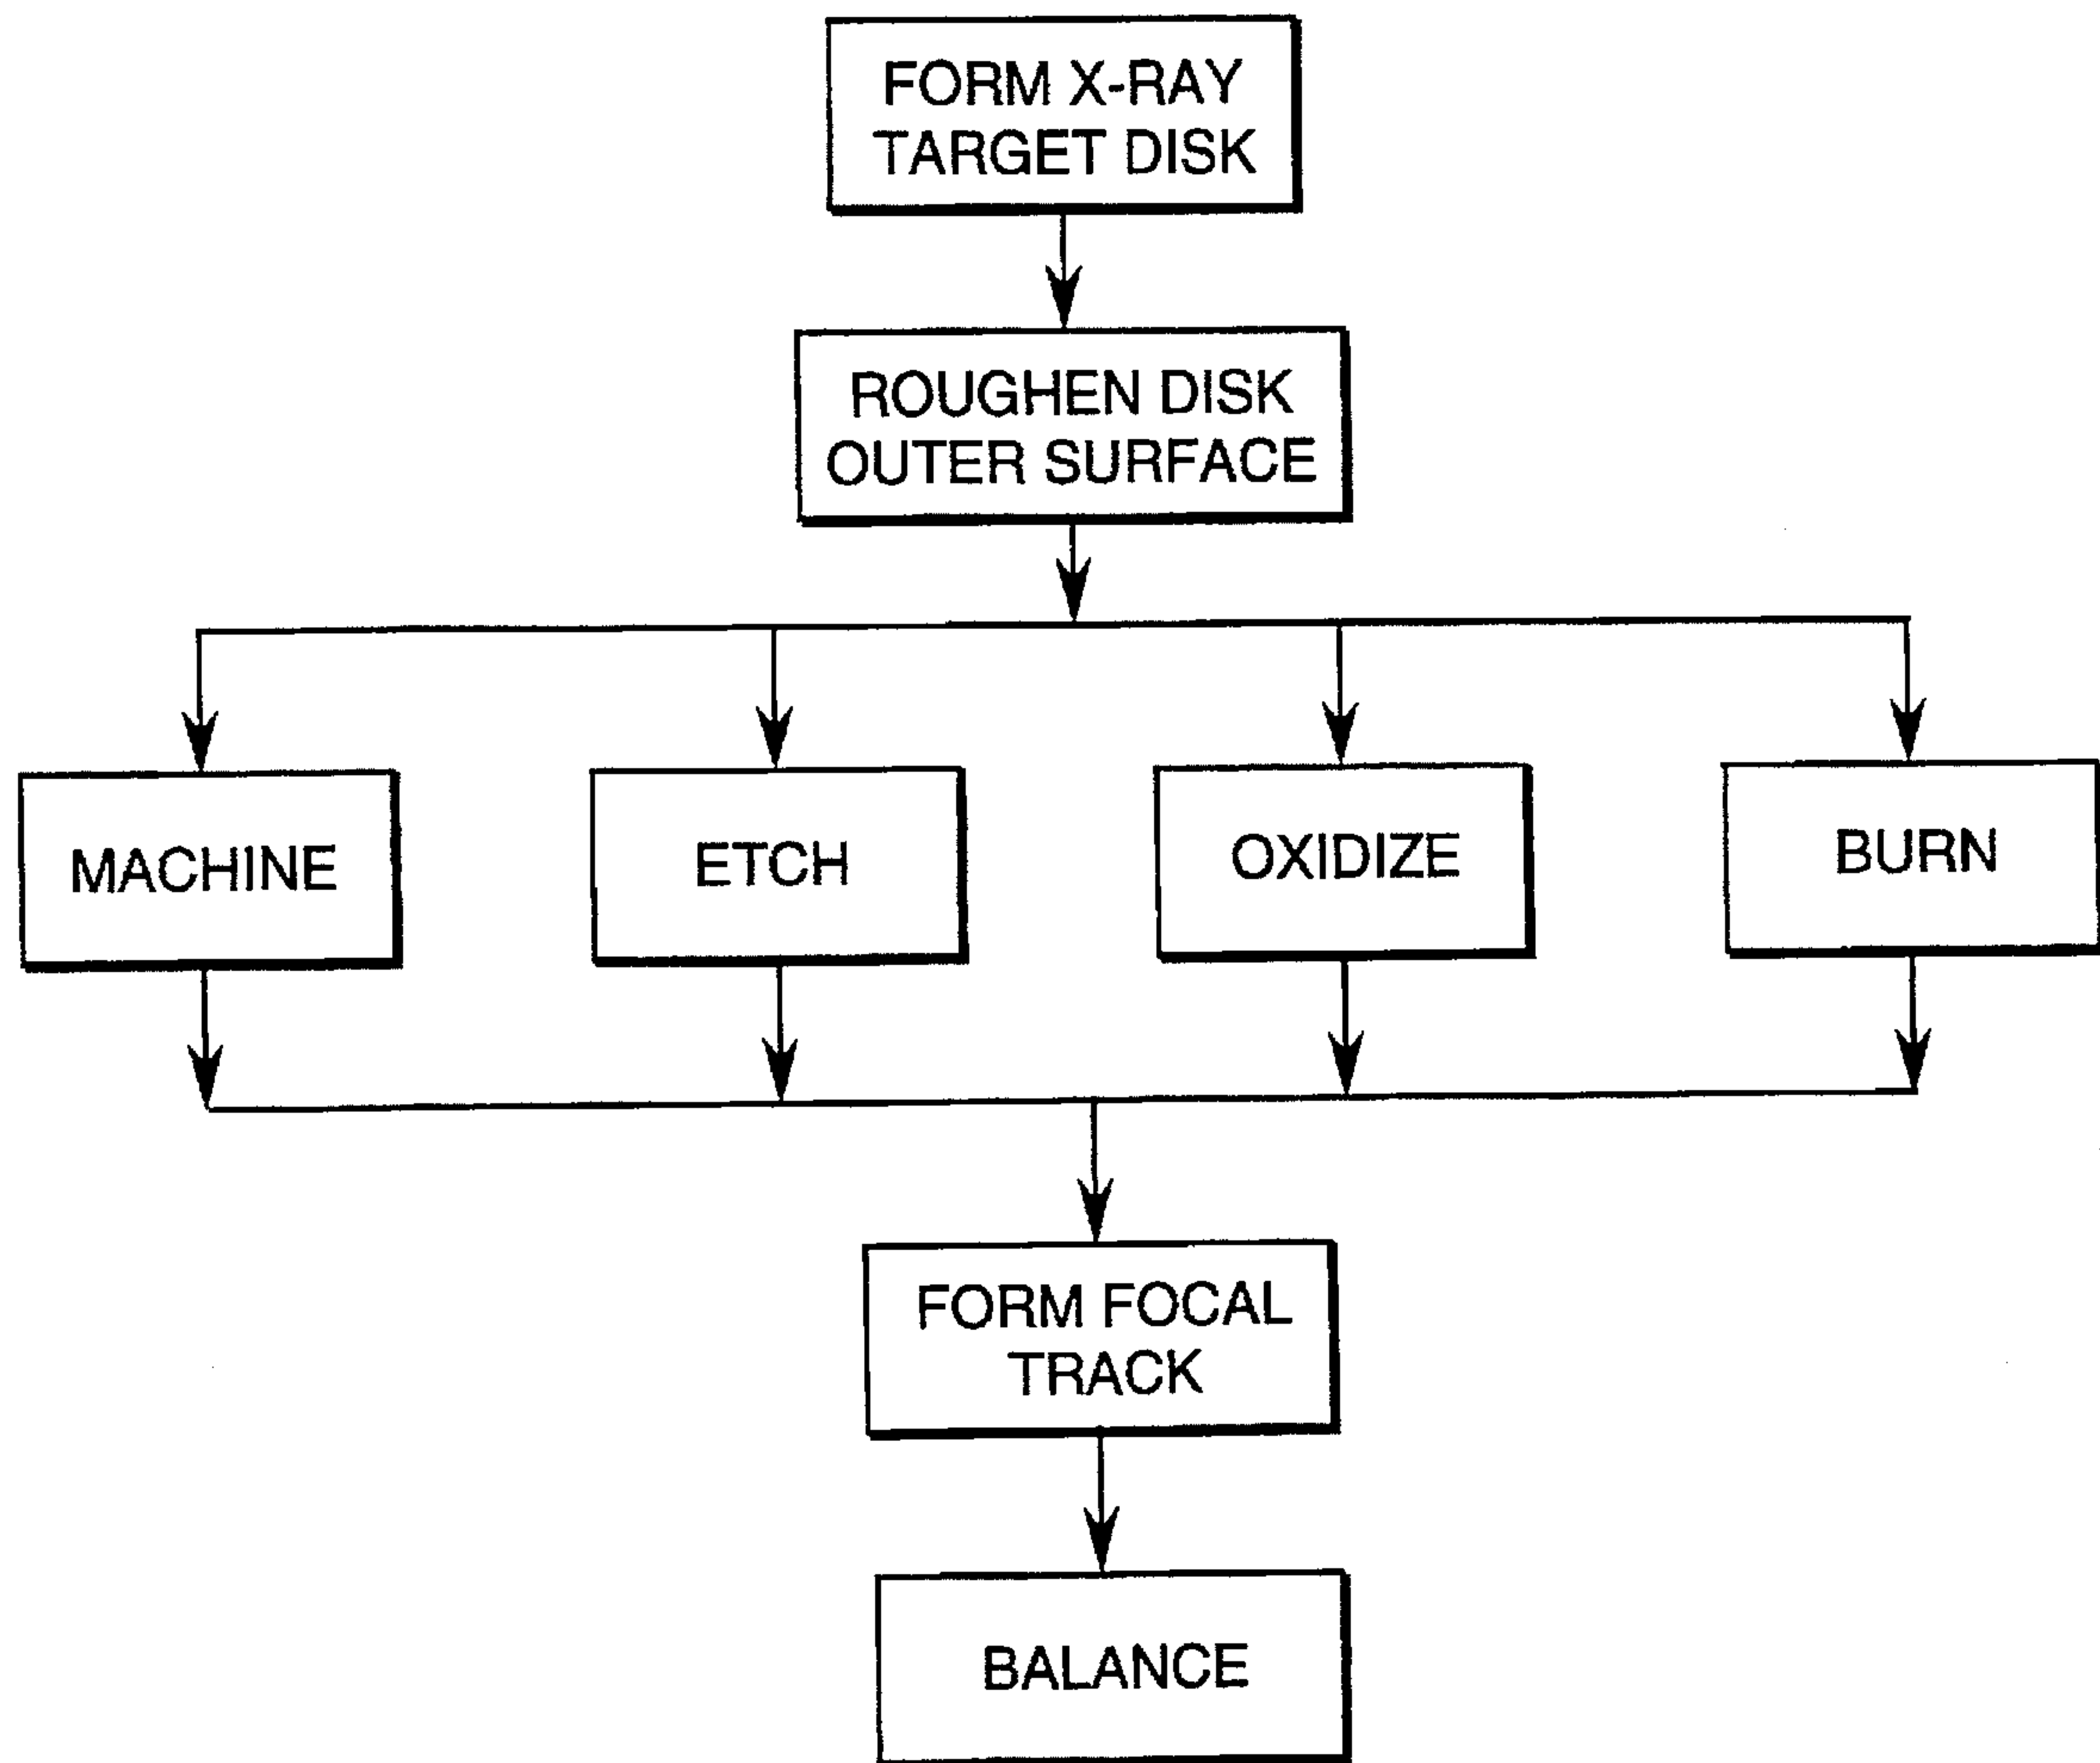 FORM X-RAY
TARGET DISK
ROUGHEN DISK
OUTER SURFACE
MACHINE
ETCH
OXIDIZE
BURN
FORM FOCAL
TRACK
BALANCE